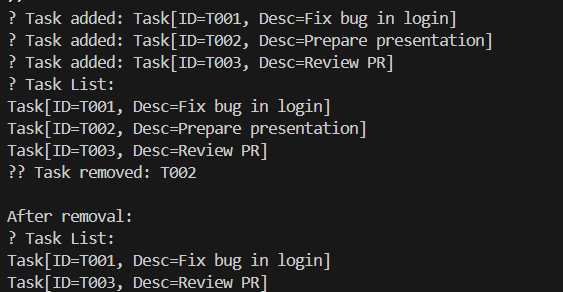 ? Task added: Task[ID=T001, Desc=Fix bug in login]
? Task added: Task[ID=T002, Desc=Prepare presentation]
? Task added: Task[ID=T003, Desc=Review PR]
? Task List:
Task[ID=T001, Desc=Fix bug in login]
Task[ID=T002, Desc=Prepare presentation]
Task[ID=T003, Desc=Review PR]
?? Task removed: T002
After removal:
? Task List:
Task[ID=T001, Desc=Fix bug in login]
Task[ID=T003, Desc=Review PR]